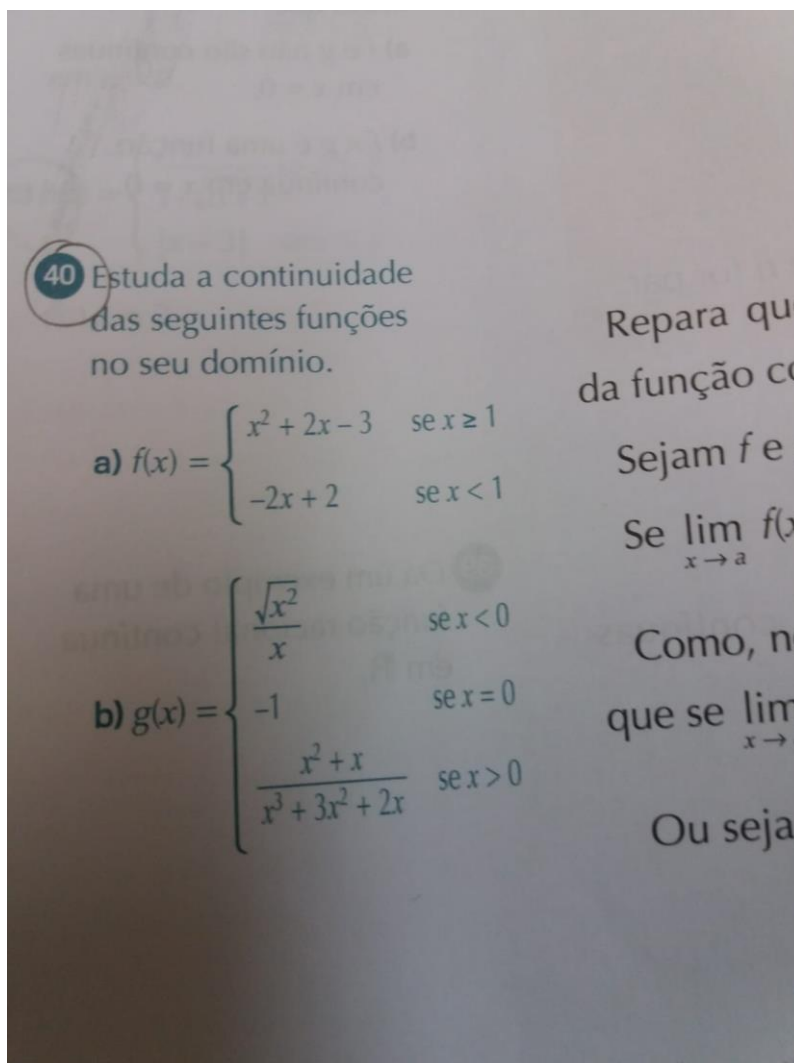 40 Estuda a continuidade
das seguintes funções
no seu domínio.
a) f(x) = { x² + 2x – 3 se x ≥ 1
–2x + 2 se x < 1
b) g(x) = { √x² / x se x < 0
–1 se x = 0
x² + x / x³ + 3x² + 2x se x > 0
Repara qu
da função co
Sejam f e
Se lim f(x
x → a
Como, n
que se lim
x →
Ou seja